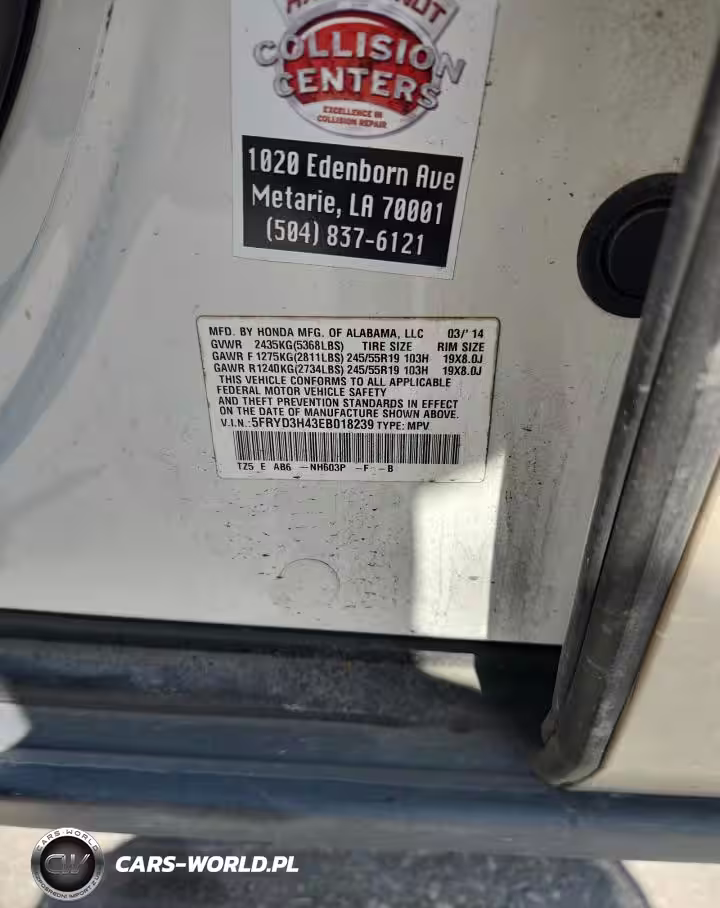 COLLISION
CENTERS
EXCELLENCE IN
COLLISION REPAIR
1020 Edenborn Ave
Metarie, LA 70001
(504) 837-6121
MFD. BY HONDA MFG. OF ALABAMA, LLC 03/' 14
GVWR 2435KG(5368LBS) TIRE SIZE RIM SIZE
GAWR F 1275KG(2811LBS) 245/55R19 103H 19X8.0J
GAWR R 1240KG(2734LBS) 245/55R19 103H 19X8.0J
THIS VEHICLE CONFORMS TO ALL APPLICABLE
FEDERAL MOTOR VEHICLE SAFETY
AND THEFT PREVENTION STANDARDS IN EFFECT
ON THE DATE OF MANUFACTURE SHOWN ABOVE.
V.I.N.: 5FRYD3H43EB018239 TYPE: MPV
TZ5 E AB6 -NH603P -F -B
CARS-WORLD
CW
CARS-WORLD.PL